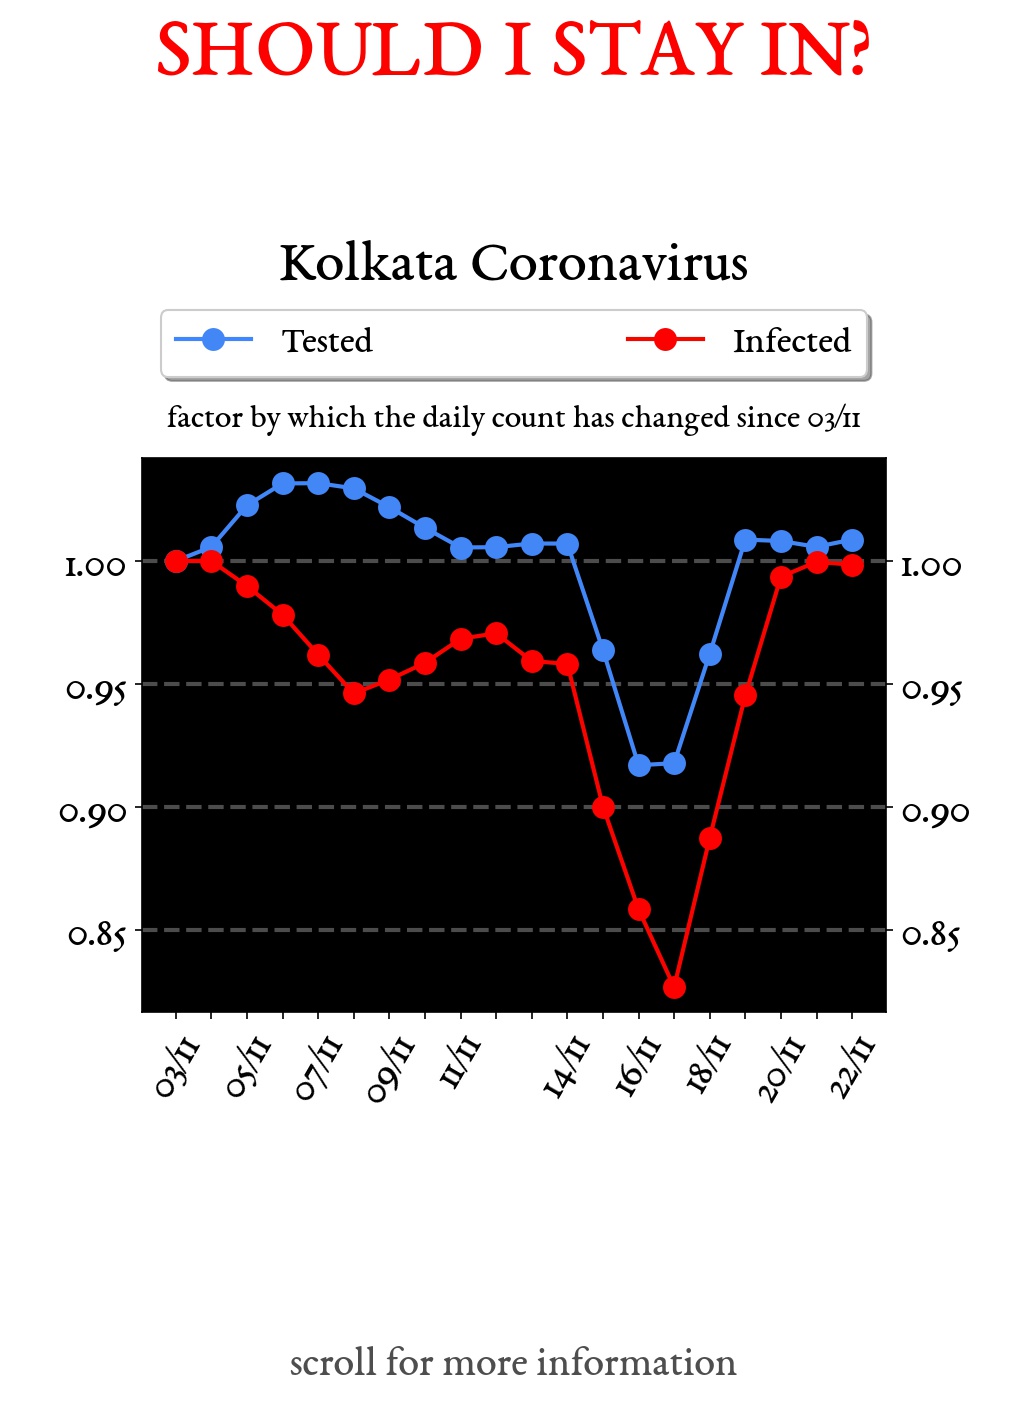 SHOULD I STAY IN?
Kolkata Coronavirus
Tested Infected
factor by which the daily count has changed since 03/11
1.00 1.00
0.95 0.95
0.90 0.90
0.85 0.85
03/11 05/11 07/11 09/11 11/11 14/11 16/11 18/11 20/11 22/11
scroll for more information